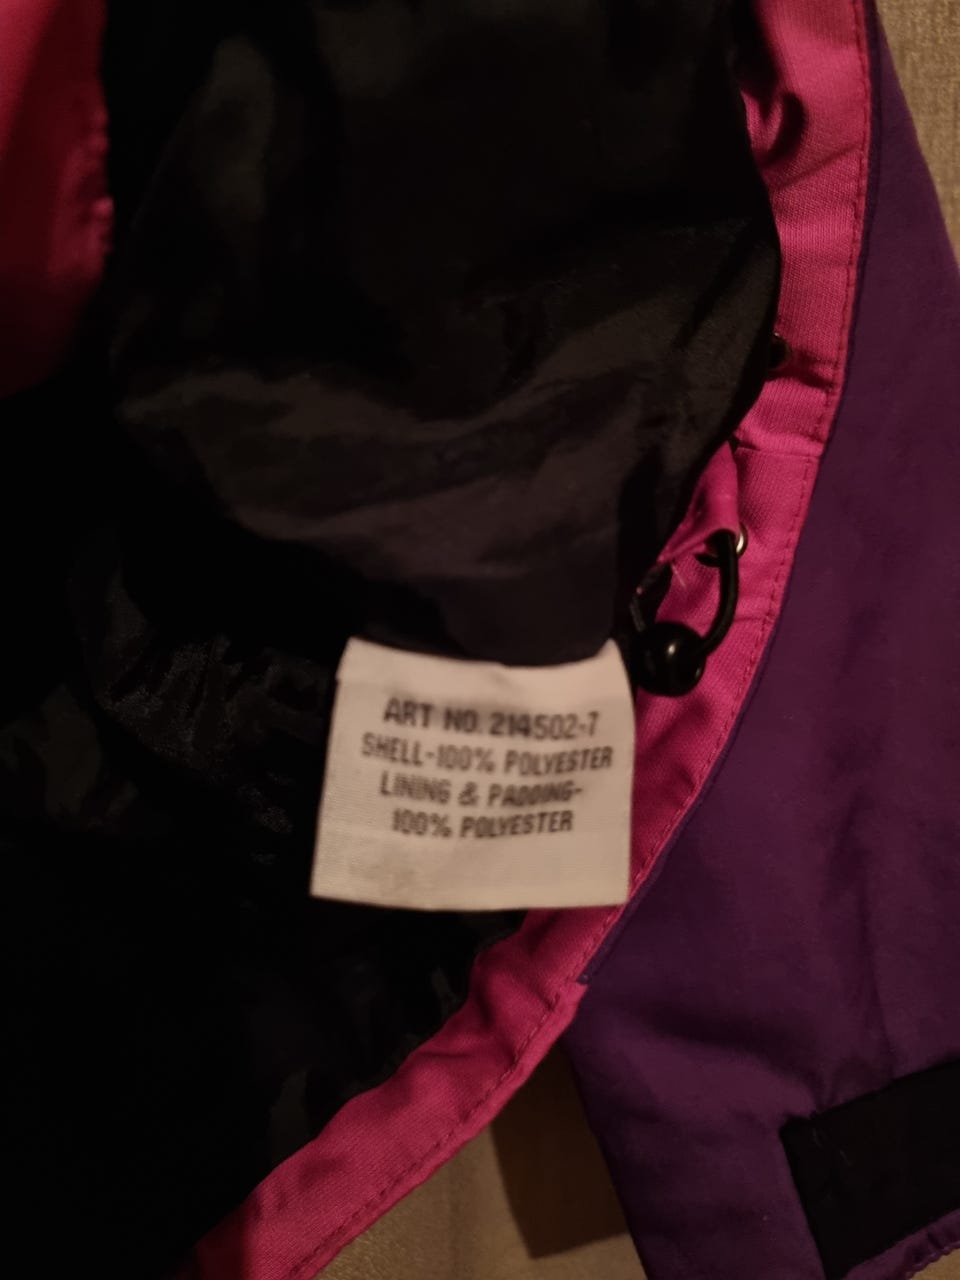 ART NO. 214502-7
SHELL-100% POLYESTER
LINING & PADDING-
100% POLYESTER